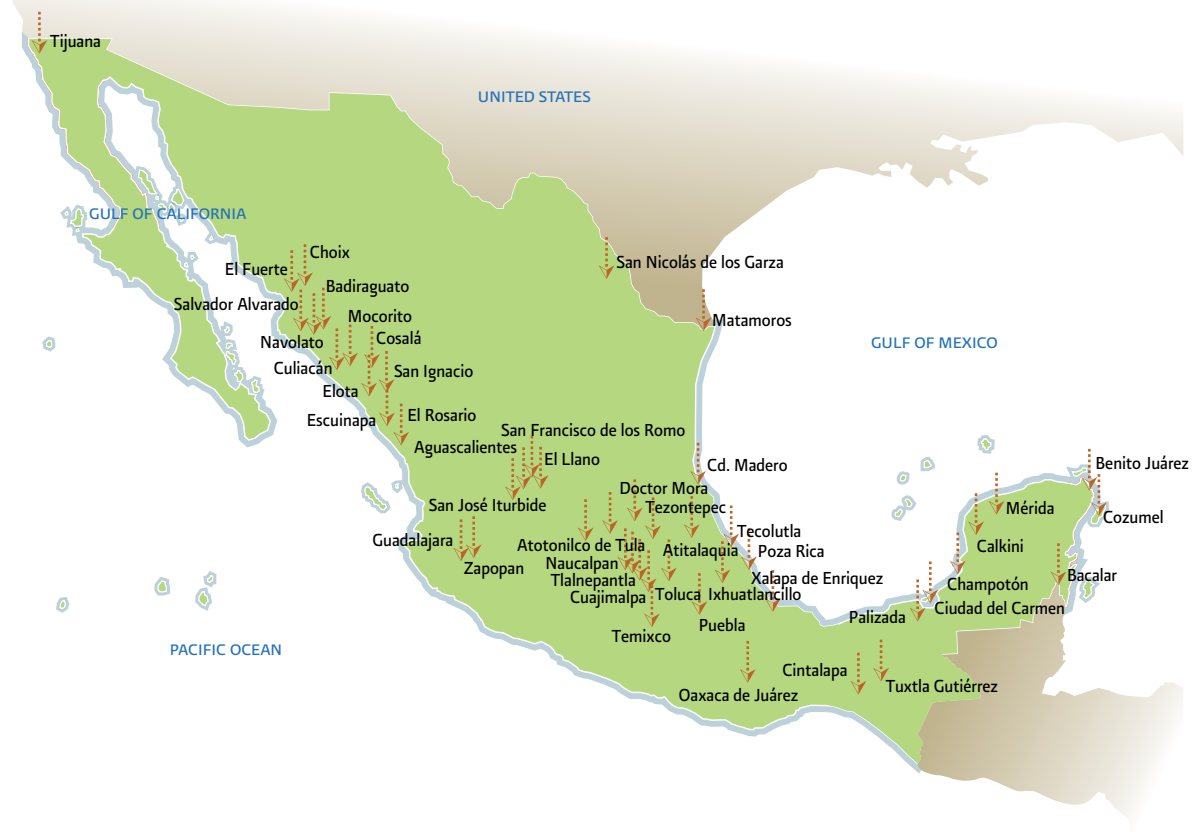 Tijuana
UNITED STATES
GULF OF CALIFORNIA
Choix
El Fuerte
San Nicolás de los Garza
Badiraguato
Salvador Alvarado
Mocorito
Matamoros
Navolato
Cosalá
GULF OF MEXICO
Culiacán
San Ignacio
Elota
El Rosario
Escuinapa
San Francisco de los Romo
Aguascalientes
El Llano
Cd. Madero
Benito Juárez
Doctor Mora
San José Iturbide
Tezontepec
Mérida
Cozumel
Tecolutla
Guadalajara
Atotonilco de Tula
Atitalaquia
Poza Rica
Calkini
Zapopan
Naucalpan
Tlalnepantla
Xalapa de Enriquez
Bacalar
Champotón
Cuajimalpa
Toluca
Ixhuatlancillo
Ciudad del Carmen
Palizada
Puebla
Temixco
PACIFIC OCEAN
Cintalapa
Tuxtla Gutiérrez
Oaxaca de Juárez